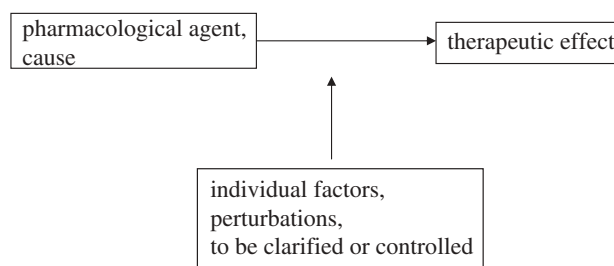 pharmacological agent,
cause
therapeutic effect
individual factors,
perturbations,
to be clarified or controlled